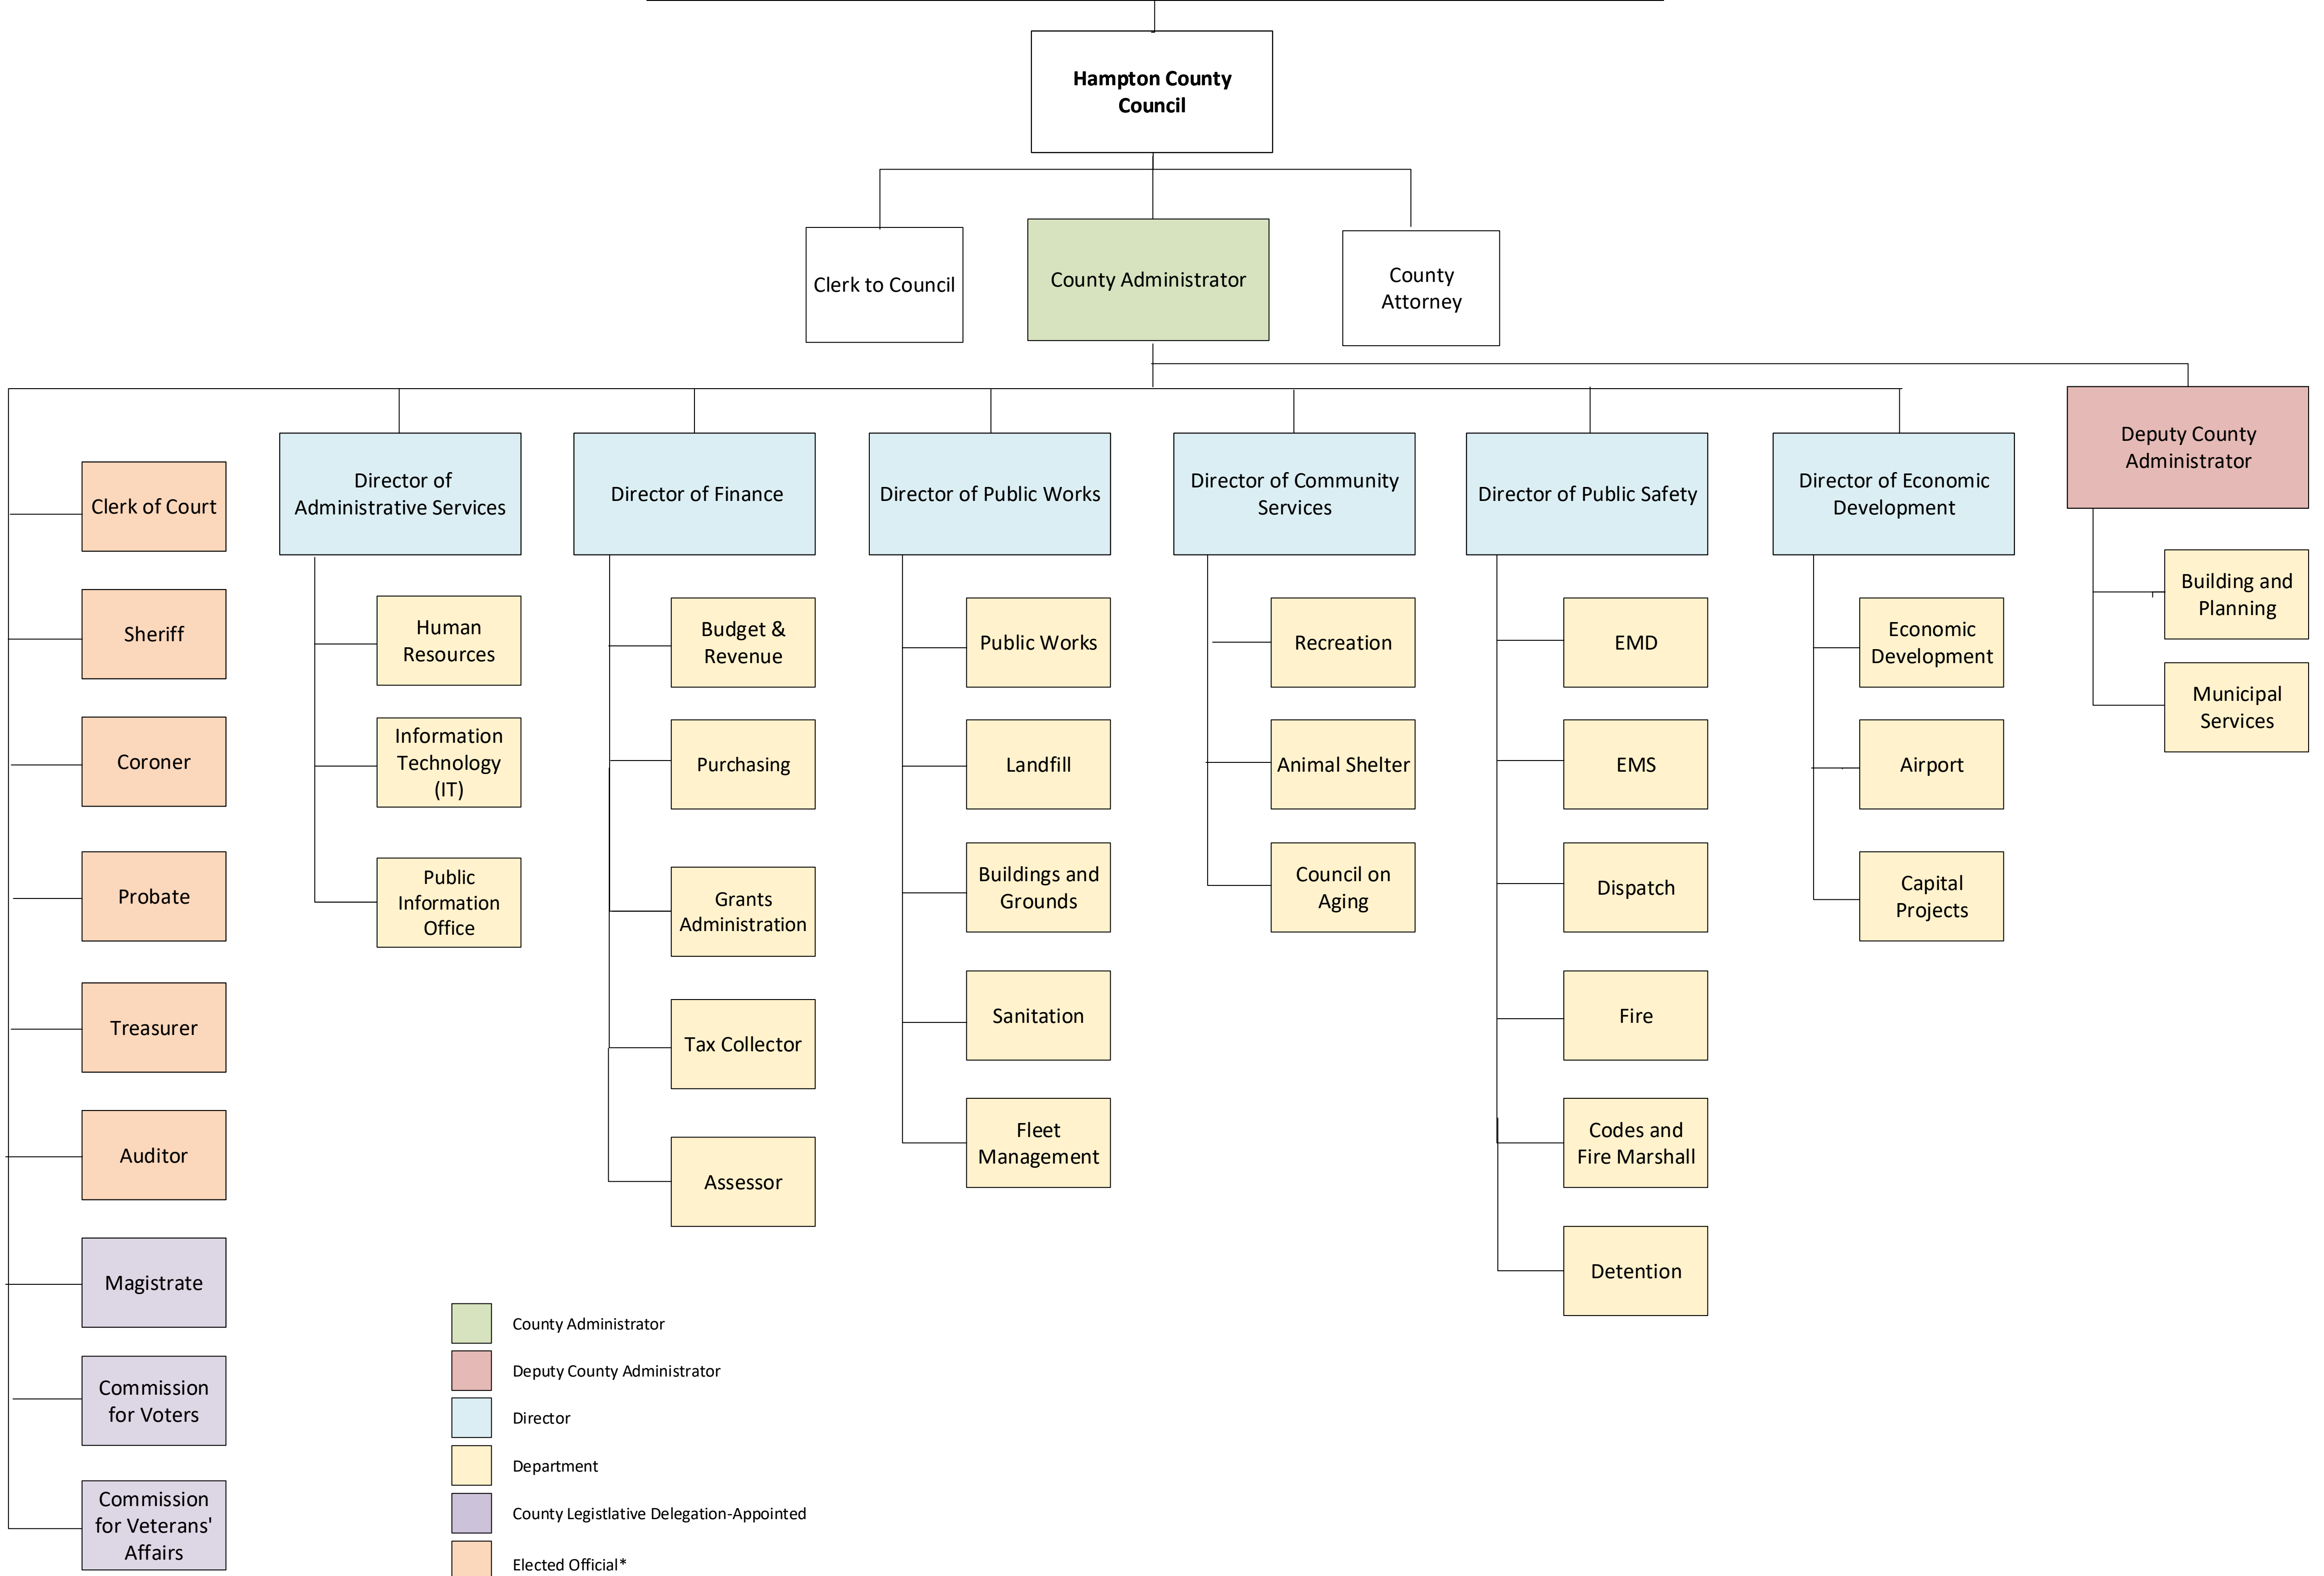 Hampton County
Council
Clerk to Council
County Administrator
County
Attorney
Deputy County
Administrator
Building and
Planning
Municipal
Services
Clerk of Court
Sheriff
Coroner
Probate
Treasurer
Auditor
Magistrate
Commission
for Voters
Commission
for Veterans'
Affairs
Director of
Administrative Services
Human
Resources
Information
Technology
(IT)
Public
Information
Office
Director of Finance
Budget &
Revenue
Purchasing
Grants
Administration
Tax Collector
Assessor
Director of Public Works
Public Works
Landfill
Buildings and
Grounds
Sanitation
Fleet
Management
Director of Community
Services
Recreation
Animal Shelter
Council on
Aging
Director of Public Safety
EMD
EMS
Dispatch
Fire
Codes and
Fire Marshall
Detention
Director of Economic
Development
Economic
Development
Airport
Capital
Projects
County Administrator
Deputy County Administrator
Director
Department
County Legistlative Delegation-Appointed
Elected Official*